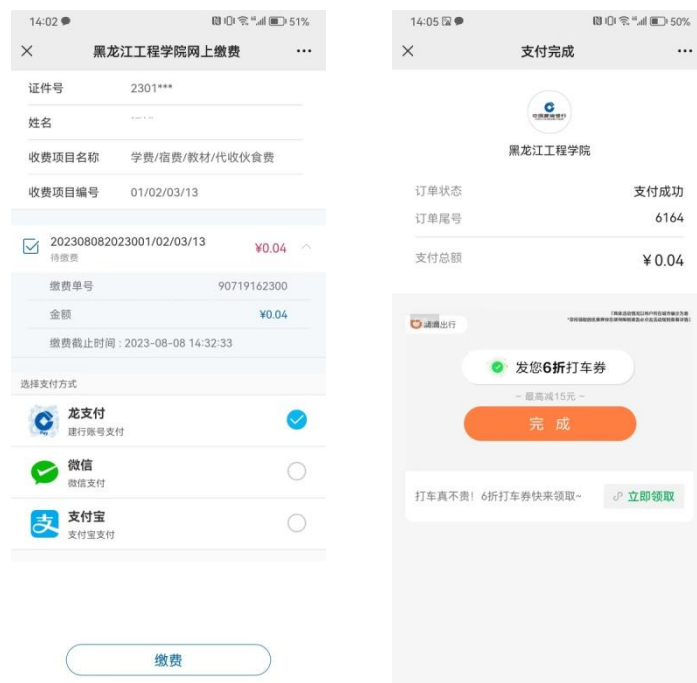 14:02
51%
黑龙江工程学院网上缴费
证件号 2301***
姓名
收费项目名称 学费/宿费/教材/代收伙食费
收费项目编号 01/02/03/13
202308082023001/02/03/13 ¥0.04
待缴费
缴费单号 90719162300
金额 ¥0.04
缴费截止时间 : 2023-08-08 14:32:33
选择支付方式
龙支付
建行账号支付
微信
微信支付
支付宝
支付宝支付
缴费
14:05
50%
支付完成
中国建设银行
黑龙江工程学院
订单状态 支付成功
订单尾号 6164
支付总额 ¥0.04
出行
发您6折打车券
~ 最高减15元 ~
完成
打车真不贵！6折打车券快来领取~ 立即领取